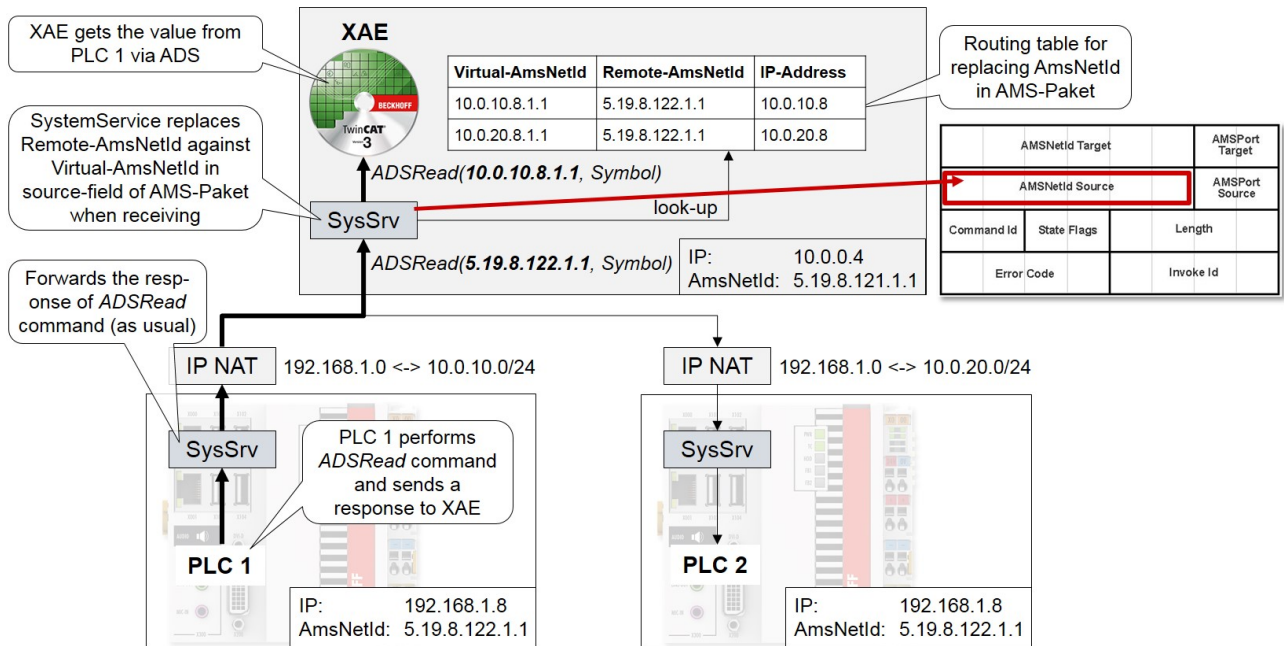 XAE gets the value from
PLC 1 via ADS
XAE
BECKHOFF
TwinCAT
3
Virtual-AmsNetId Remote-AmsNetId IP-Address
10.0.10.8.1.1 5.19.8.122.1.1 10.0.10.8
10.0.20.8.1.1 5.19.8.122.1.1 10.0.20.8
Routing table for
replacing AmsNetId
in AMS-Paket
SystemService replaces
Remote-AmsNetId against
Virtual-AmsNetId in
source-field of AMS-Paket
when receiving
ADSRead(10.0.10.8.1.1, Symbol)
SysSrv
look-up
ADSRead(5.19.8.122.1.1, Symbol)
IP: 10.0.0.4
AmsNetId: 5.19.8.121.1.1
AMSNetId Target AMSPort
Target
AMSNetId Source AMSPort
Source
Command Id State Flags Length
Error Code Invoke Id
Forwards the resp-
onse of ADSRead
command (as usual)
IP NAT 192.168.1.0 <-> 10.0.10.0/24
IP NAT 192.168.1.0 <-> 10.0.20.0/24
SysSrv
PLC 1 performs
ADSRead command
and sends a
response to XAE
PLC 1
IP: 192.168.1.8
AmsNetId: 5.19.8.122.1.1
SysSrv
PLC 2
IP: 192.168.1.8
AmsNetId: 5.19.8.122.1.1